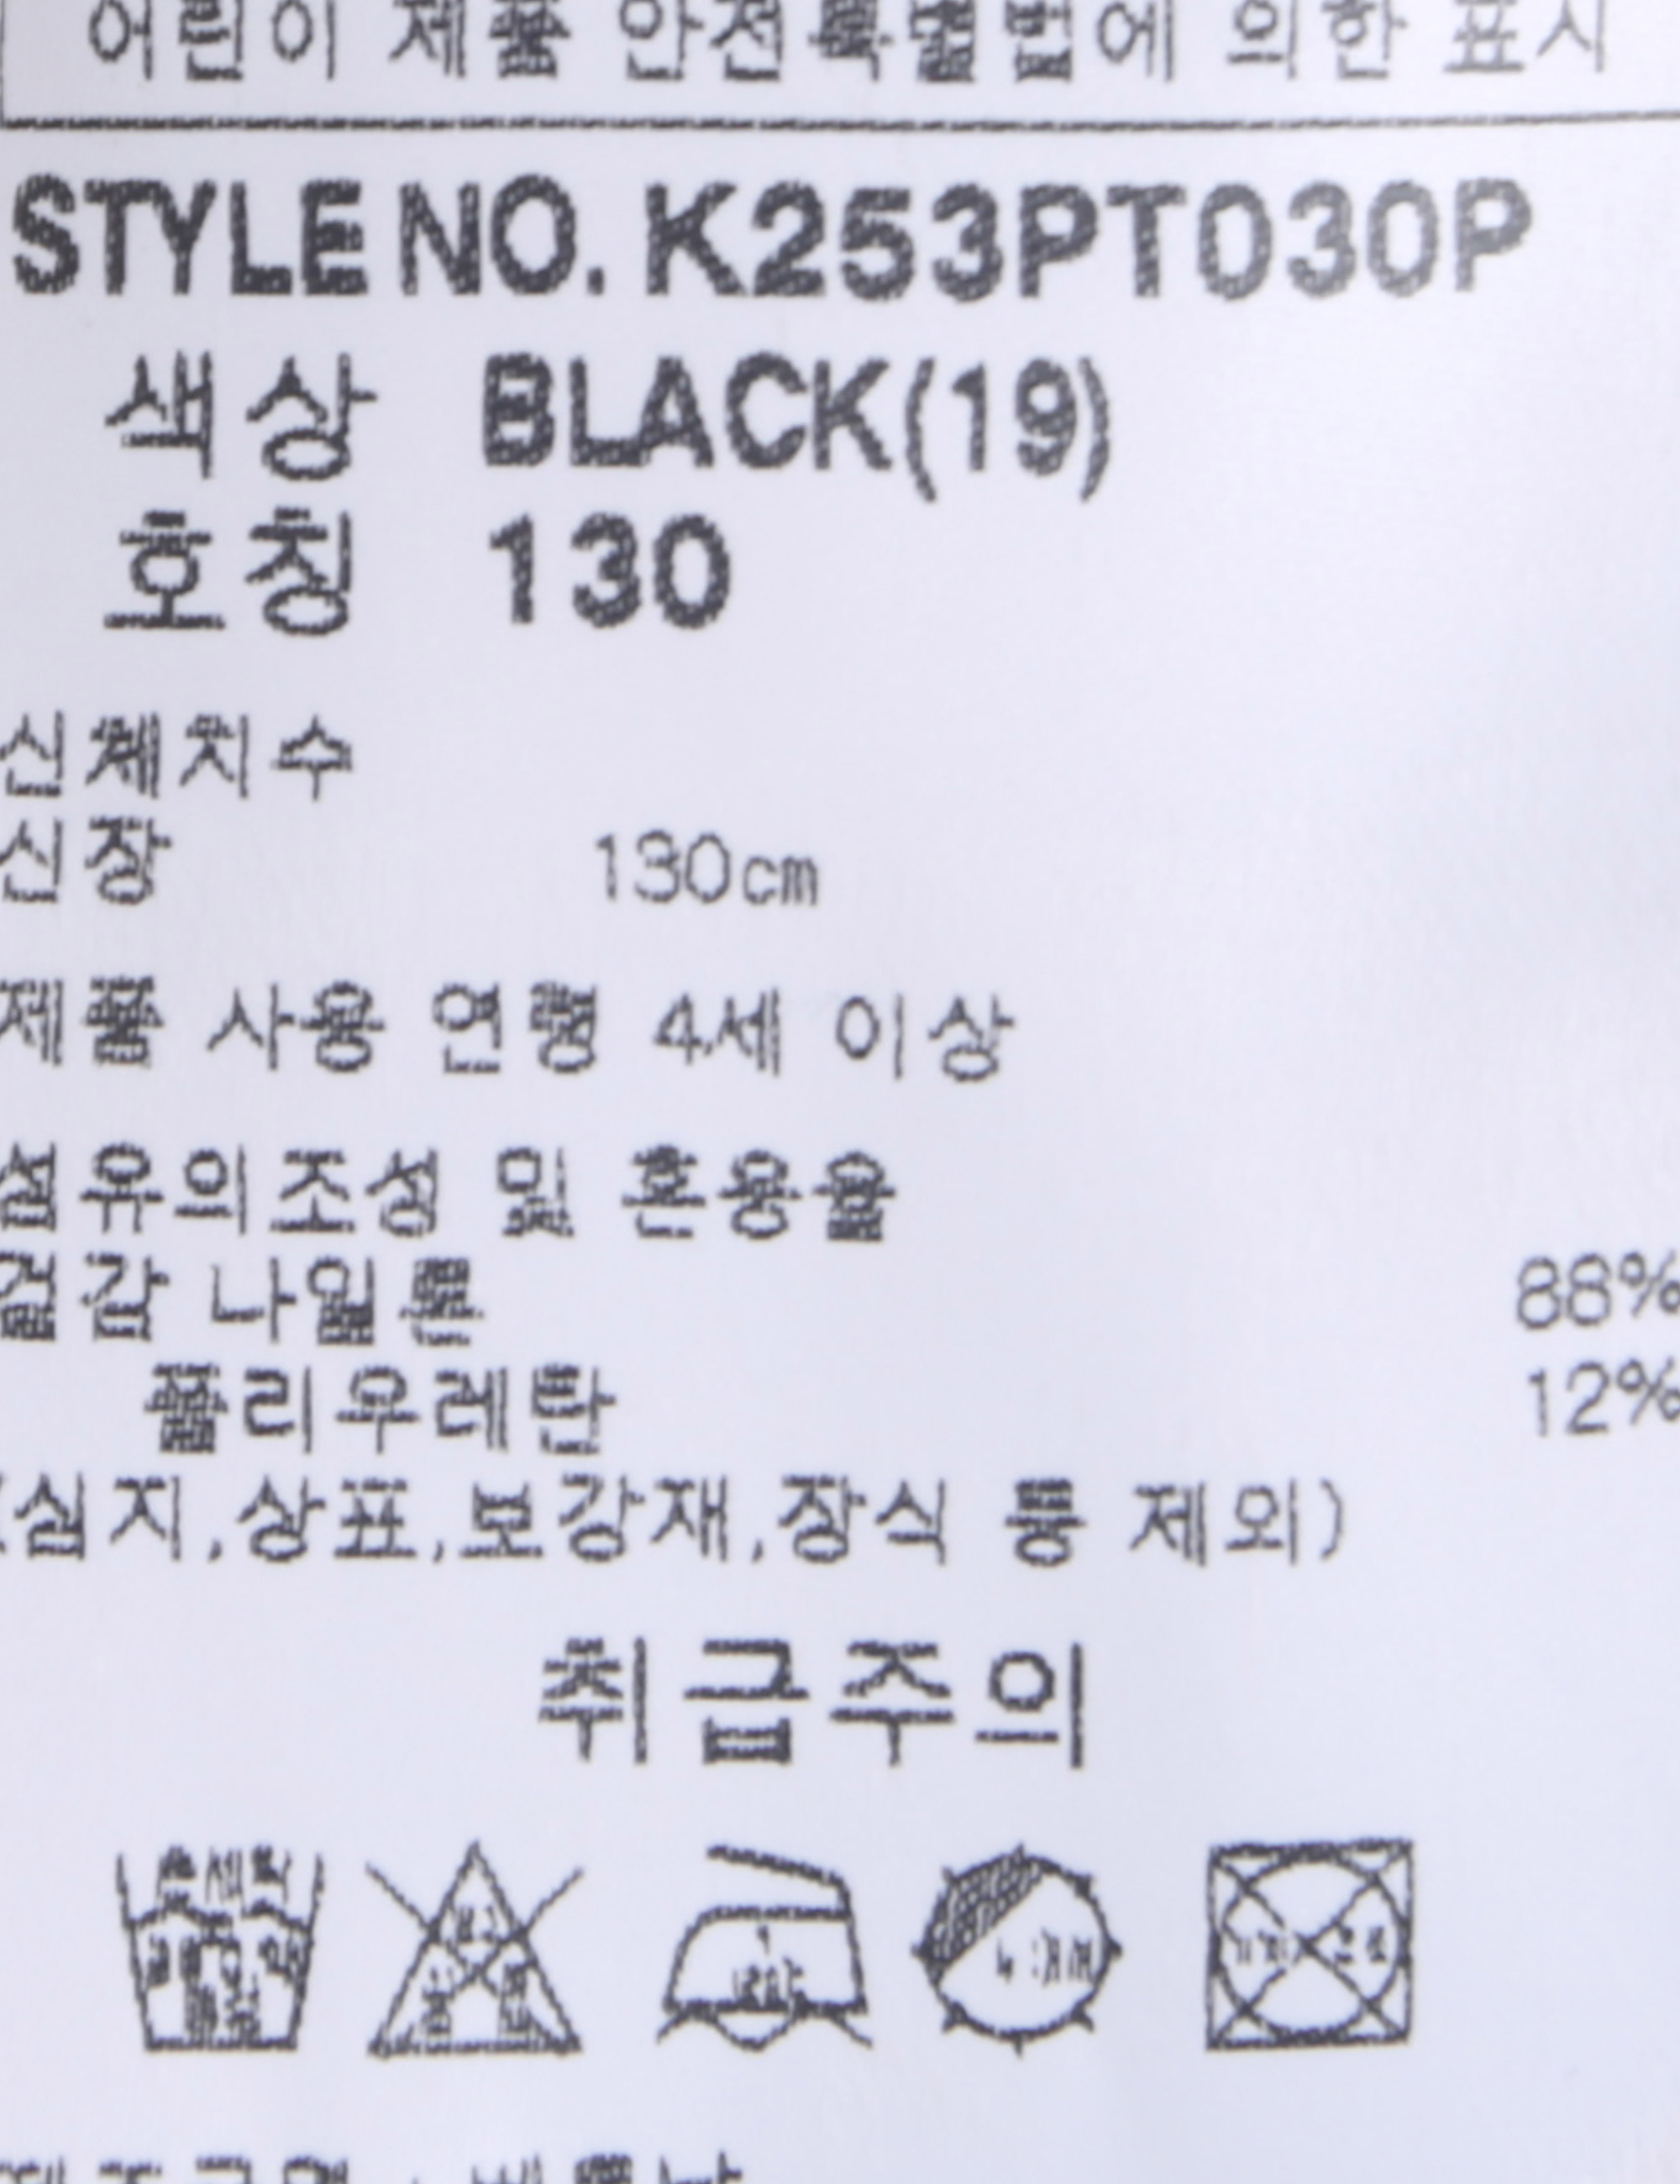 어린이 제품 안전특별법에 의한 표시
STYLE NO. K253PT030P
색상 BLACK(19)
호칭 130
신체치수
신장 130cm
제품 사용 연령 4세 이상
섬유의조성 및 혼용율
겉감 나일론 88%
폴리우레탄 12%
(심지,상표,보강재,장식 등 제외)
취급주의